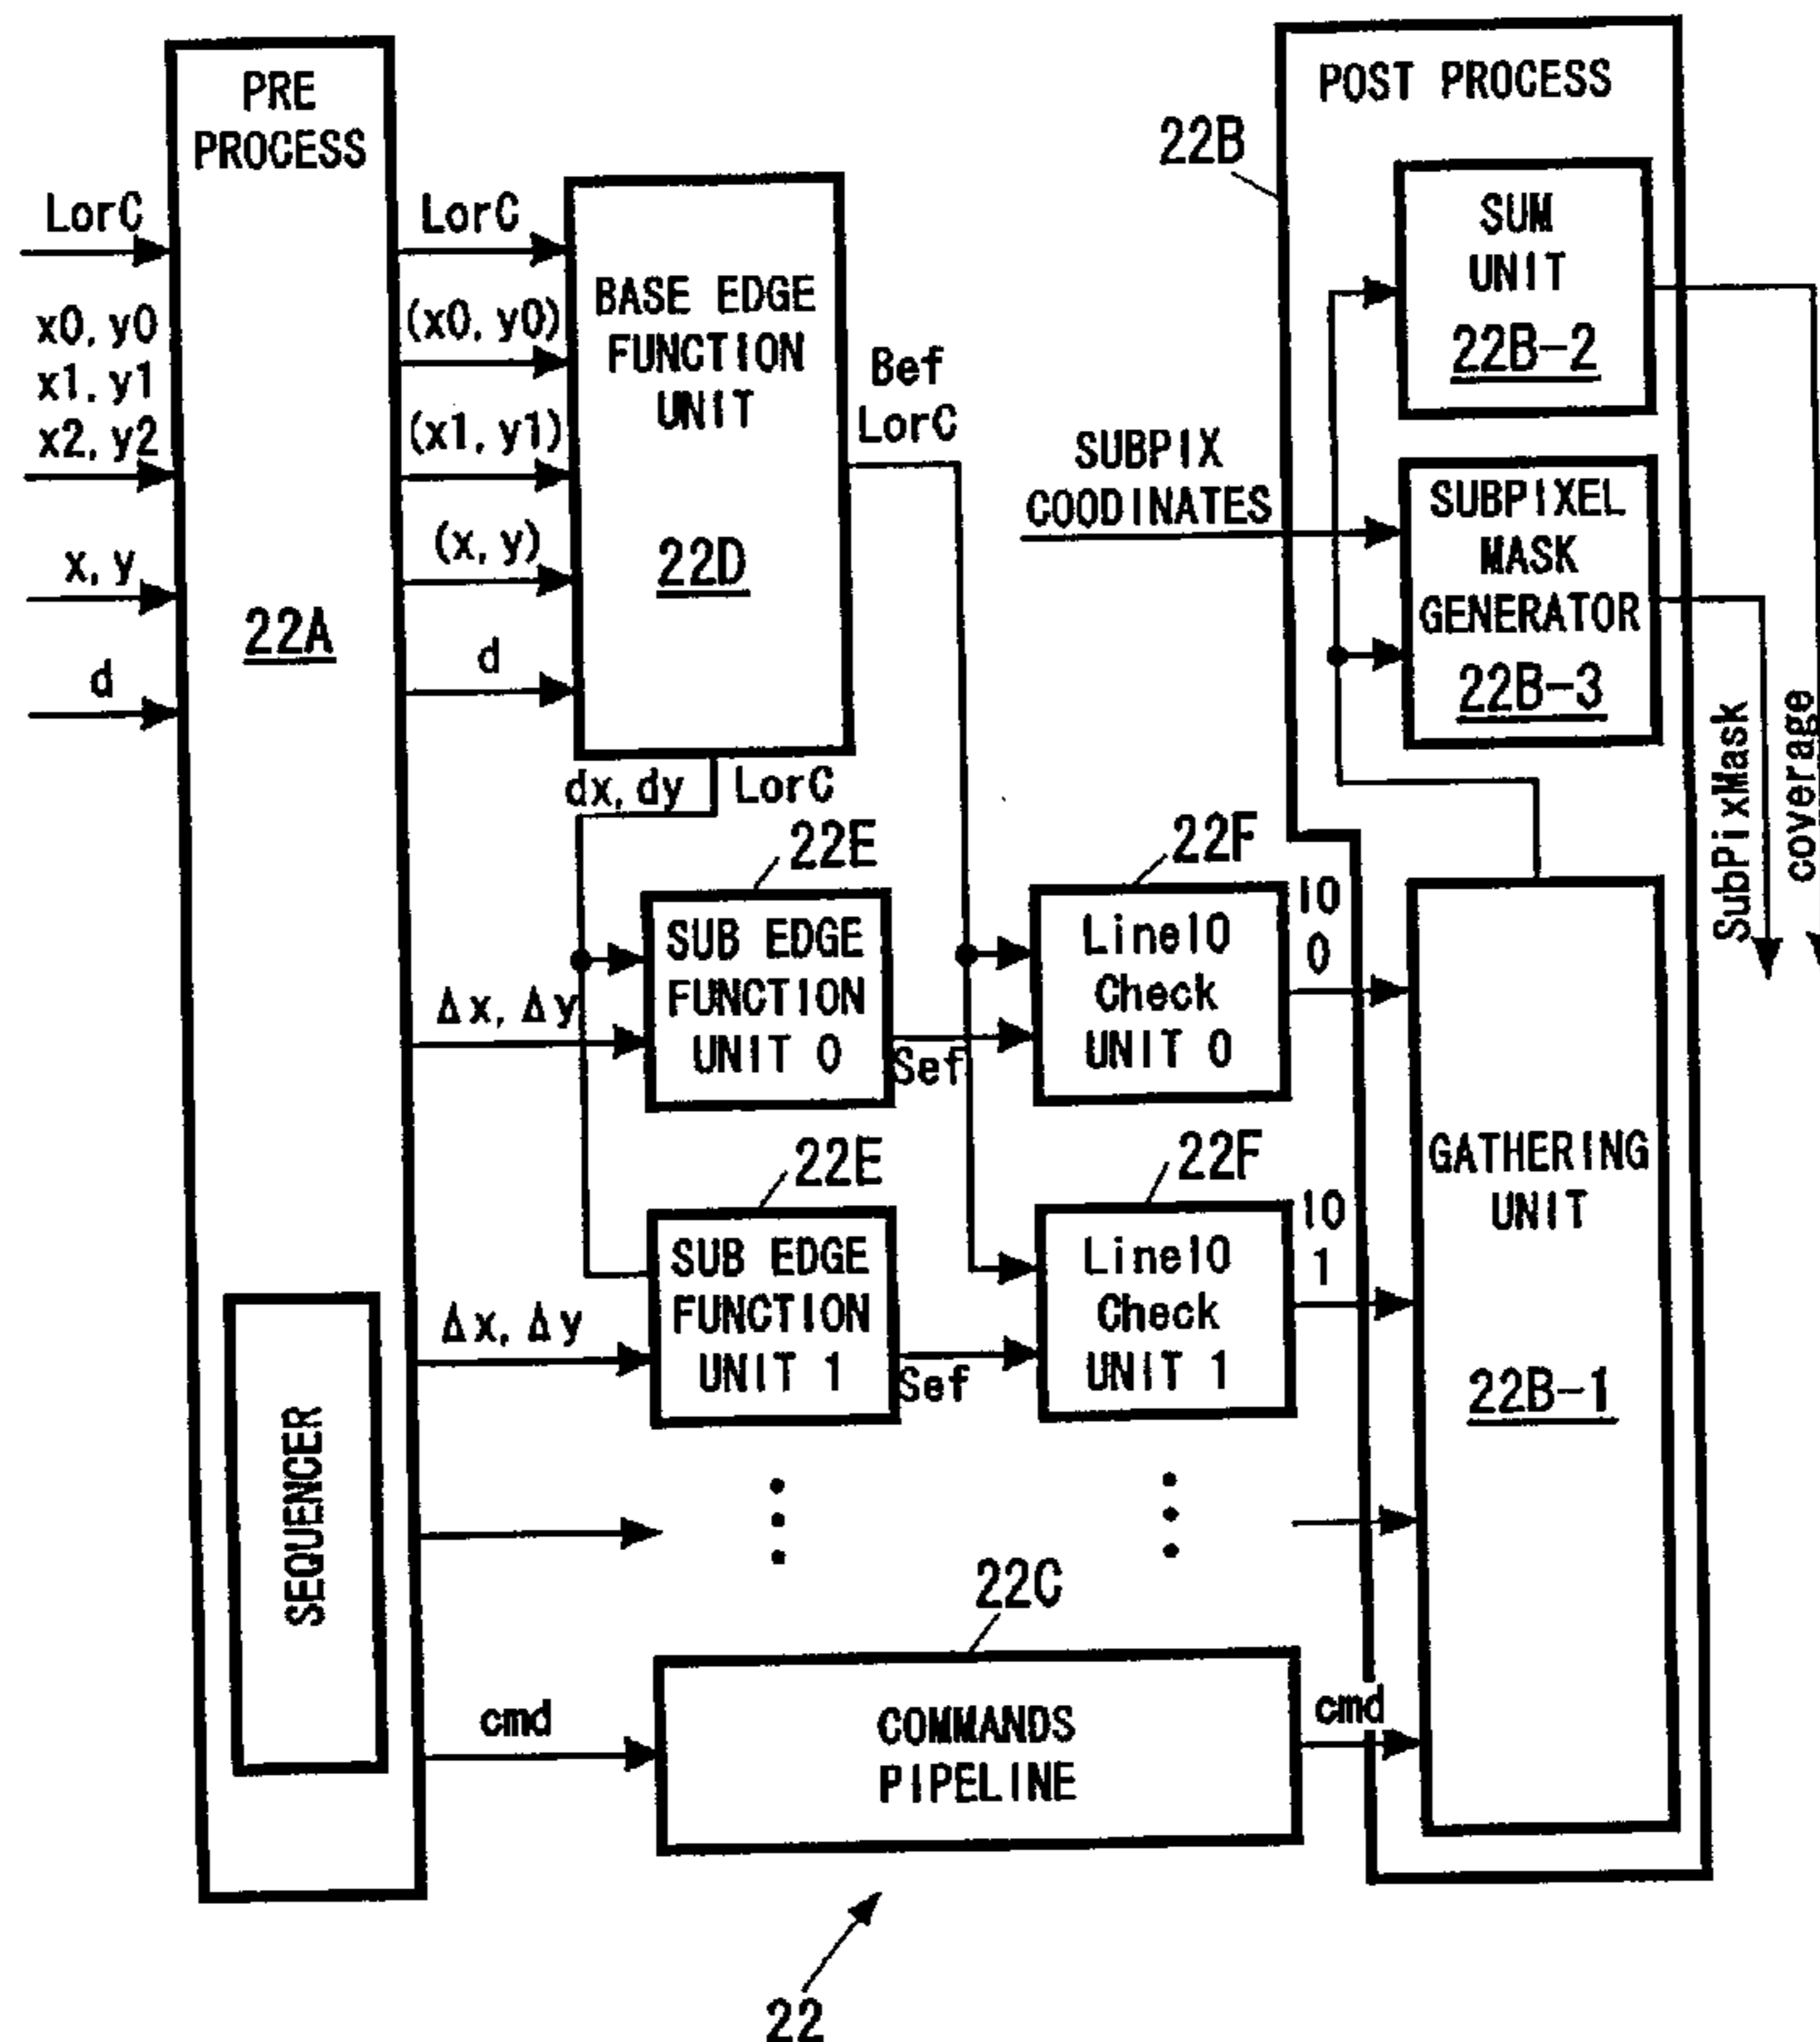 PRE
PROCESS
LorC
x0, y0
x1, y1
x2, y2
x, y
d
22A
SEQUENCER
LorC
(x0, y0)
(x1, y1)
(x, y)
d
BASE EDGE
FUNCTION
UNIT
22D
Bef
LorC
dx, dy
LorC
22E
SUB EDGE
FUNCTION
UNIT 0
Δx, Δy
Sef
22F
LineIO
Check
UNIT 0
IO
0
22E
SUB EDGE
FUNCTION
UNIT 1
Δx, Δy
Sef
22F
LineIO
Check
UNIT 1
IO
1
22C
cmd
COMMANDS
PIPELINE
cmd
22B
POST PROCESS
SUM
UNIT
22B-2
SUBPIX
COODINATES
SUBPIXEL
MASK
GENERATOR
22B-3
SubPixMask
coverage
GATHERING
UNIT
22B-1
22